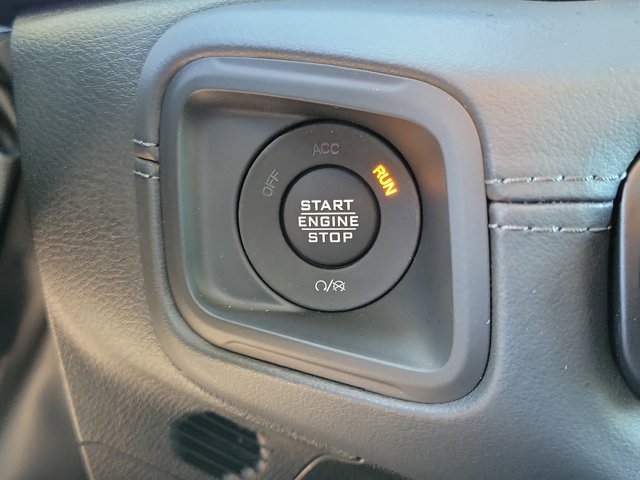 ACC
OFF
RUN
START
ENGINE
STOP